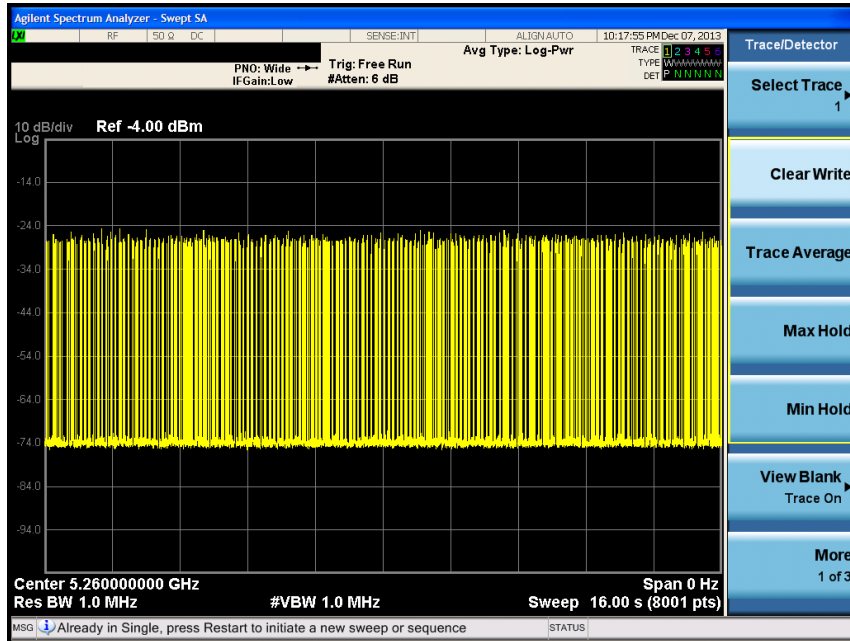 Agilent Spectrum Analyzer - Swept SA
LXI RF 50 Ω DC SENSE:INT ALIGN AUTO 10:17:55 PM Dec 07, 2013
Avg Type: Log-Pwr
TRACE 1 2 3 4 5 6
TYPE
DET P N N N N N
PNO: Wide
IFGain:Low
Trig: Free Run
#Atten: 6 dB
10 dB/div
Log
Ref -4.00 dBm
-14.0
-24.0
-34.0
-44.0
-54.0
-64.0
-74.0
-84.0
-94.0
Center 5.260000000 GHz
Span 0 Hz
Res BW 1.0 MHz
#VBW 1.0 MHz
Sweep 16.00 s (8001 pts)
MSG Already in Single, press Restart to initiate a new sweep or sequence
STATUS
Trace/Detector
Select Trace
1
Clear Write
Trace Average
Max Hold
Min Hold
View Blank
Trace On
More
1 of 3